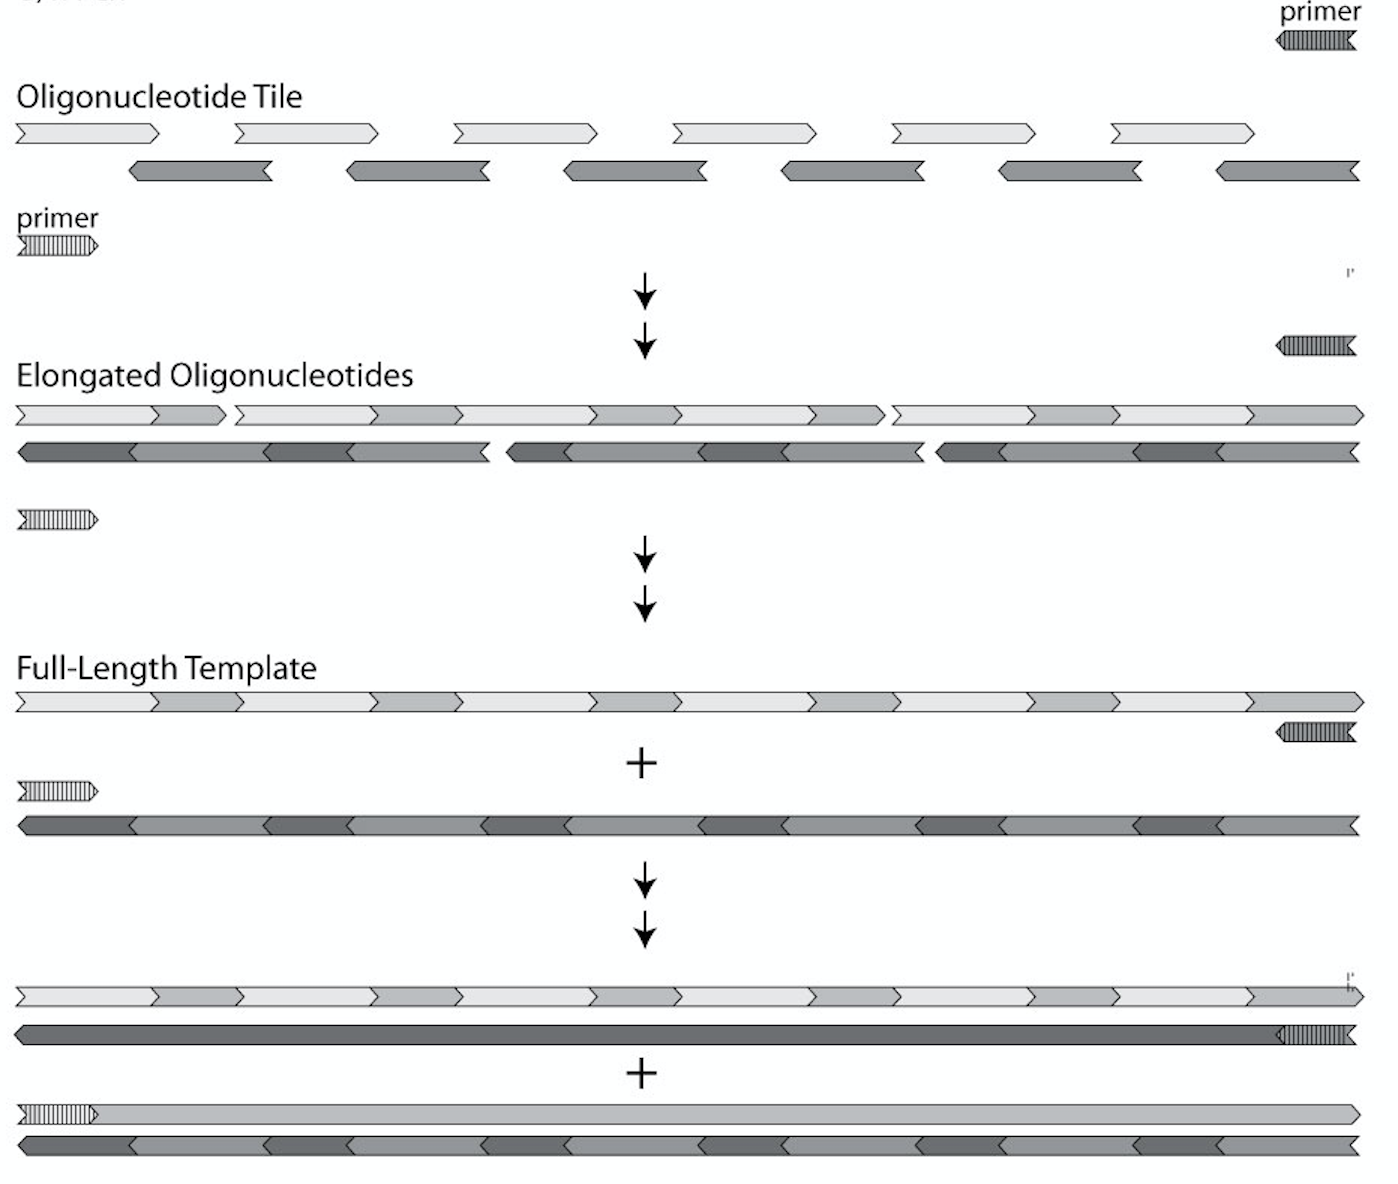 primer
Oligonucleotide Tile
primer
Elongated Oligonucleotides
+
Full-Length Template
+